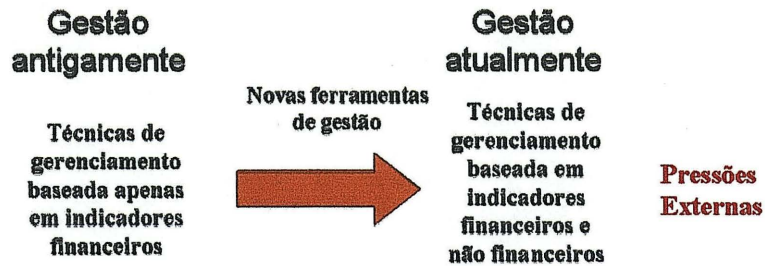 Gestão
antigamente
Técnicas de
gerenciamento
baseada apenas
em indicadores
financeiros
Novas ferramentas
de gestão
Gestão
atualmente
Técnicas de
gerenciamento
baseada em
indicadores
financeiros e
não financeiros
Pressões
Externas